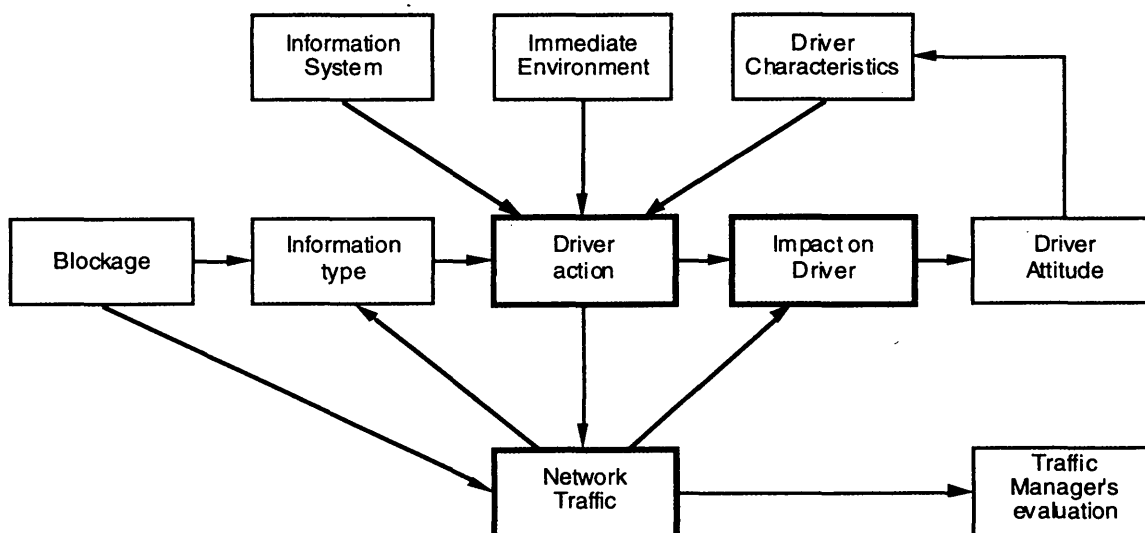 Information
System
Immediate
Environment
Driver
Characteristics
Blockage
Information
type
Driver
action
Impact on
Driver
Driver
Attitude
Network
Traffic
Traffic
Manager's
evaluation